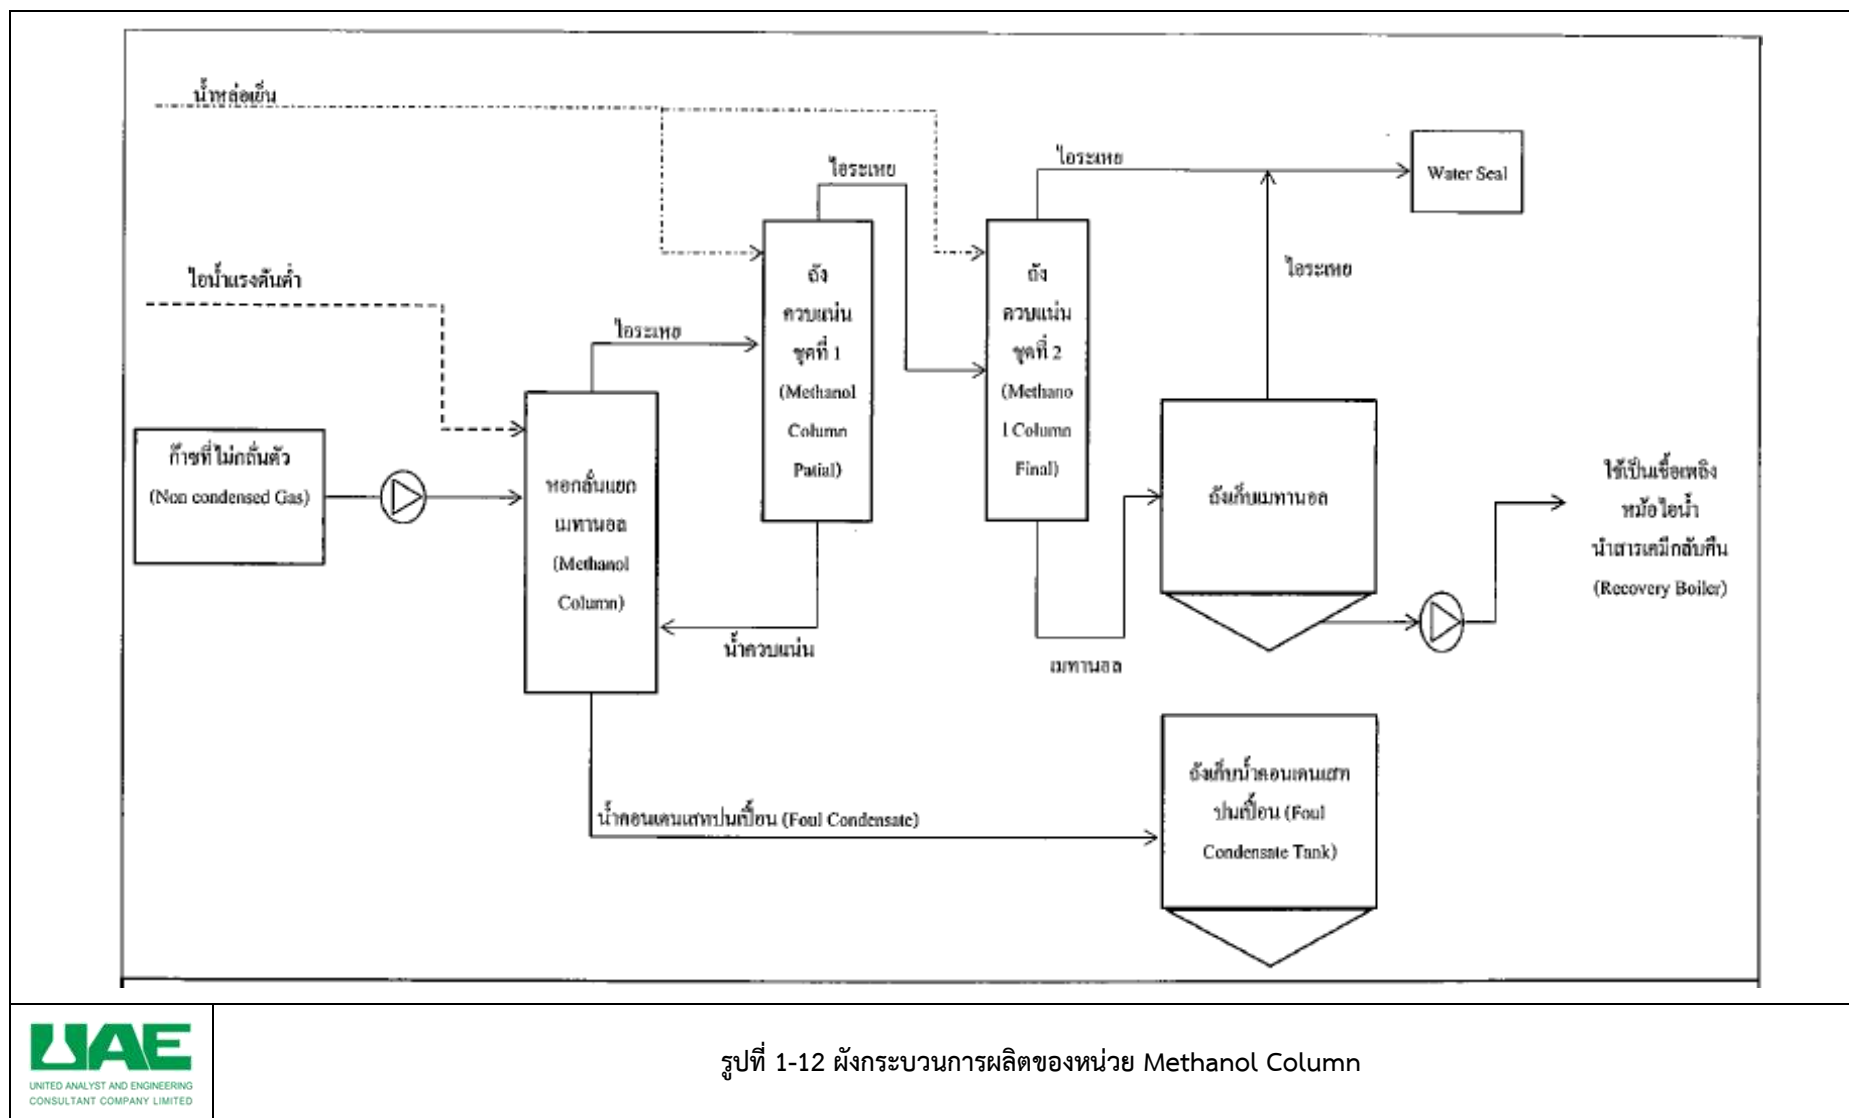 น้ำหล่อเย็น
ไอระเหย
ไอระเหย
Water Seal
ไอน้ำแรงดันต่ำ
ไอระเหย
ไอระเหย
ก๊าซที่ไม่กลั่นตัว
(Non condensed Gas)
หอกลั่นแยก
เมทานอล
(Methanol
Column)
ถัง
ควบแน่น
ชุดที่ 1
(Methanol
Column
Patial)
ถัง
ควบแน่น
ชุดที่ 2
(Methano
l Column
Final)
ถังเก็บเมทานอล
ใช้เป็นเชื้อเพลิง
หม้อไอน้ำ
นำสารเคมีกลับคืน
(Recovery Boiler)
น้ำควบแน่น
เมทานอล
น้ำคอนเดนเสทปนเปื้อน (Foul Condensate)
ถังเก็บน้ำคอนเดนเสท
ปนเปื้อน (Foul
Condensate Tank)
UAE
UNITED ANALYST AND ENGINEERING
CONSULTANT COMPANY LIMITED
รูปที่ 1-12 ผังกระบวนการผลิตของหน่วย Methanol Column